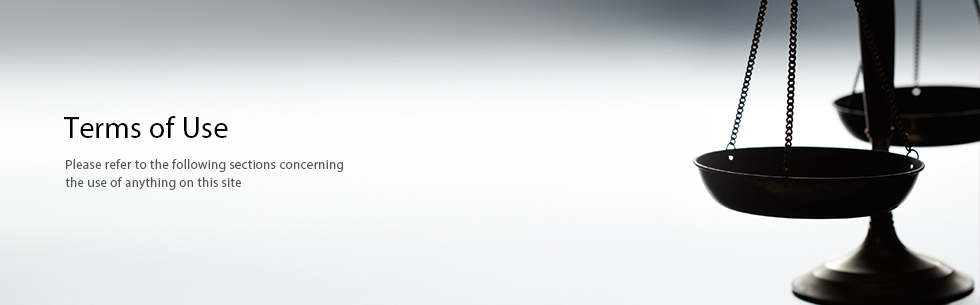 Terms of Use
Please refer to the following sections concerning
the use of anything on this site